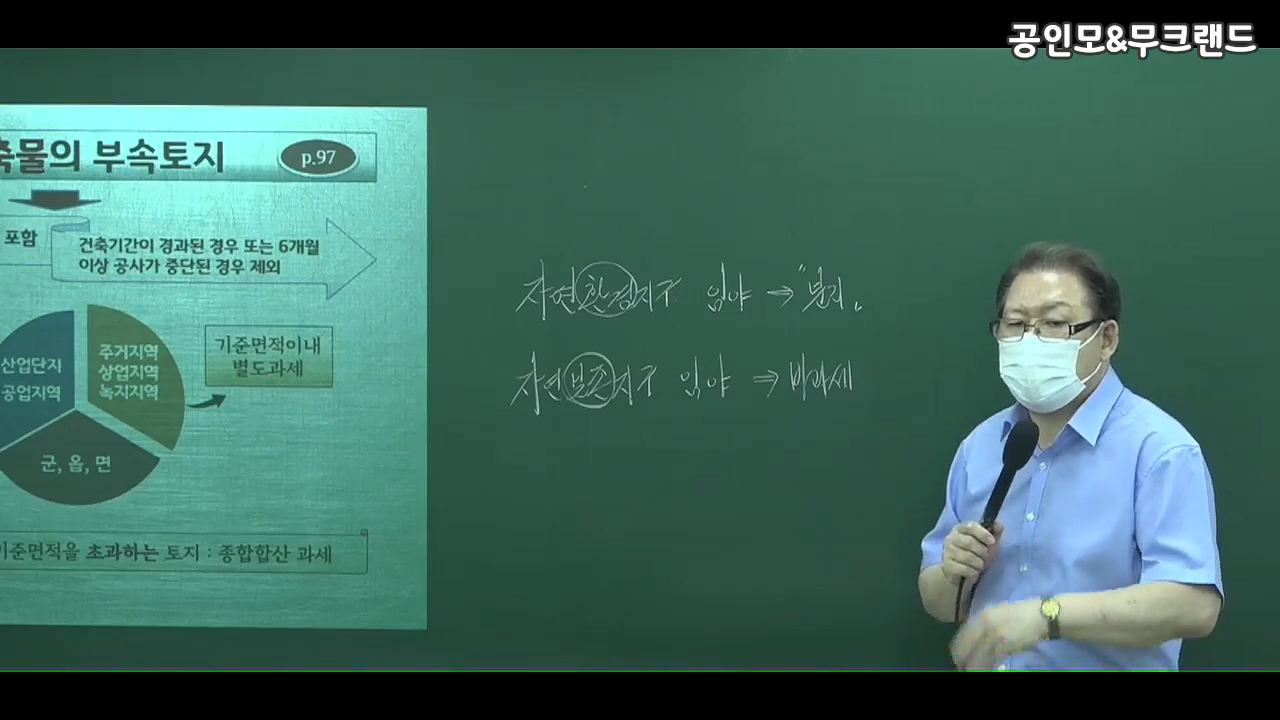 공인모&무크랜드
축물의 부속토지
p.97
포함
건축기간이 경과된 경우 또는 6개월
이상 공사가 중단된 경우 제외
산업단지
공업지역
주거지역
상업지역
녹지지역
기준면적이내
별도과세
군, 읍, 면
기준면적을 초과하는 토지 : 종합합산 과세
자연환경지구 임야 ⇒ "분리"
자연보존지구 임야 ⇒ 비과세